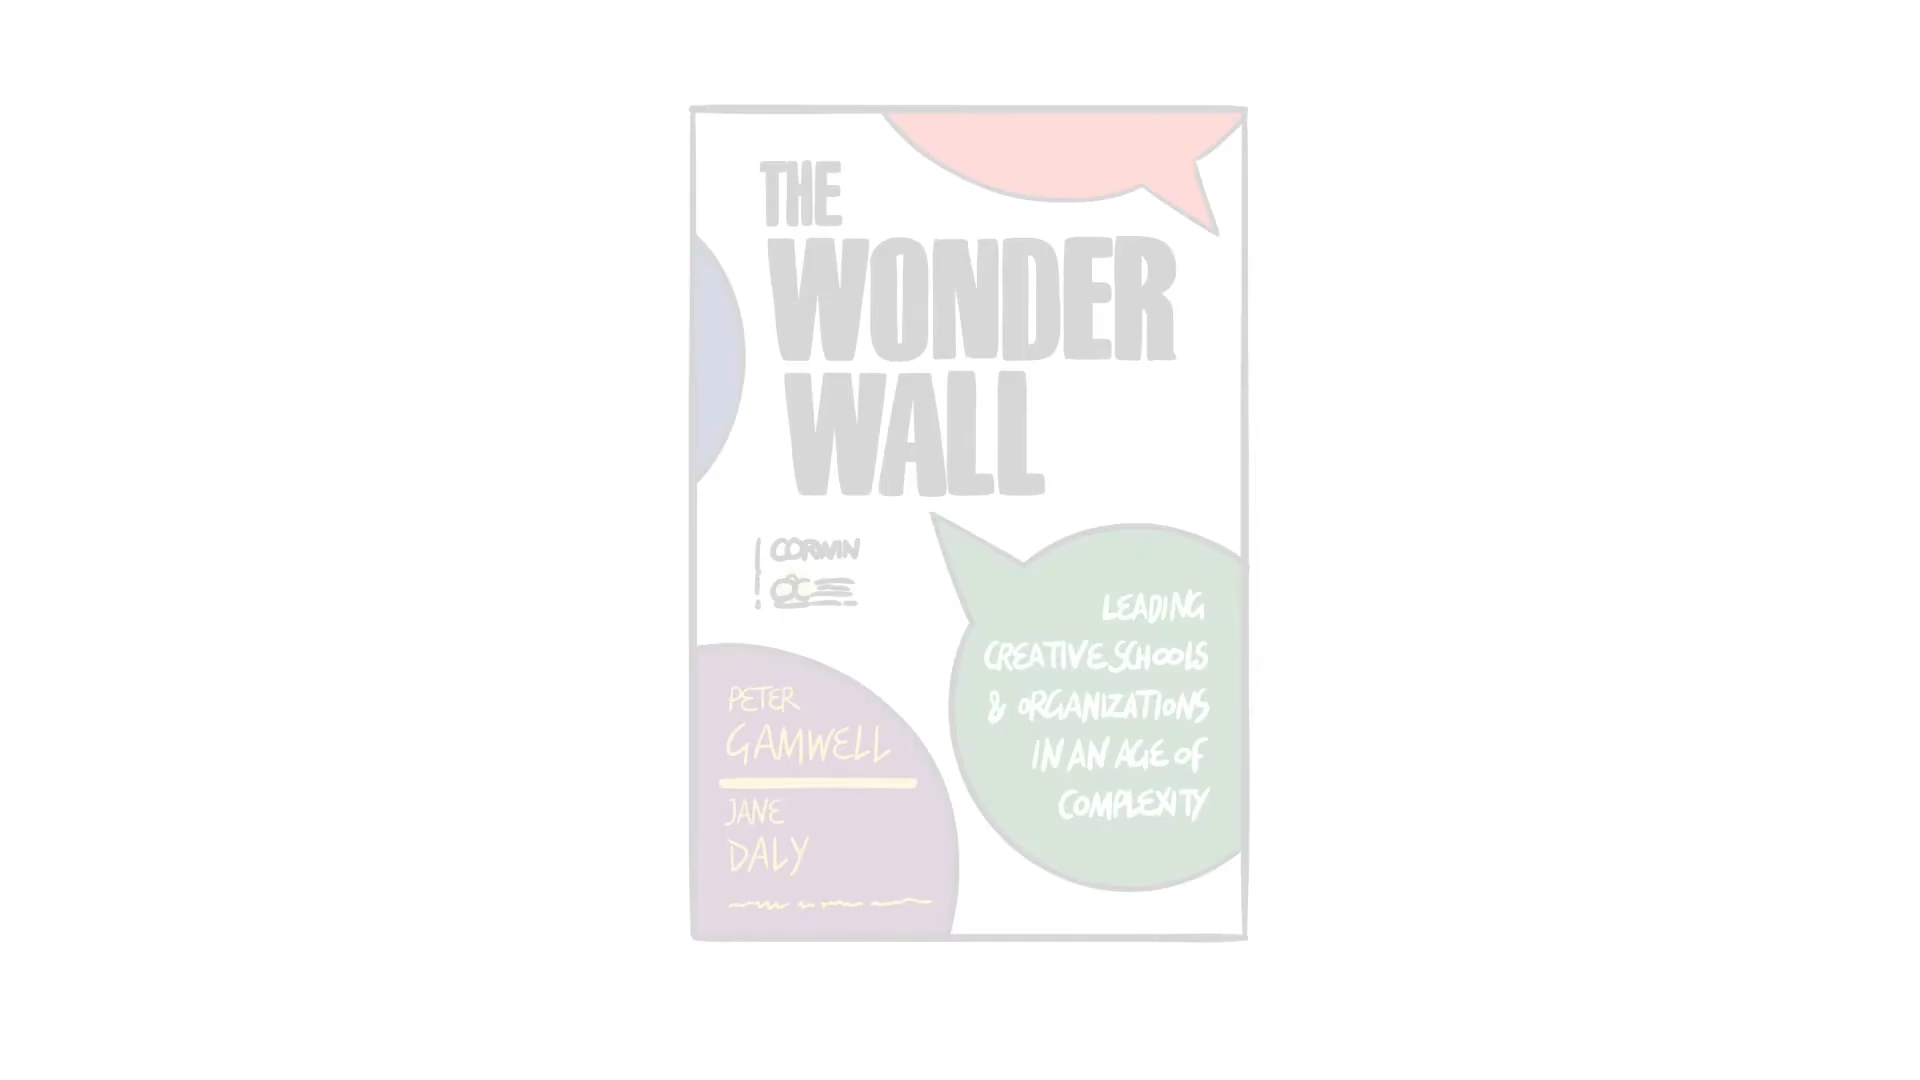 THE
WONDER
WALL
CORWIN
LEADING
CREATIVE SCHOOLS
& ORGANIZATIONS
IN AN AGE OF
COMPLEXITY
PETER
GAMWELL
JANE
DALY